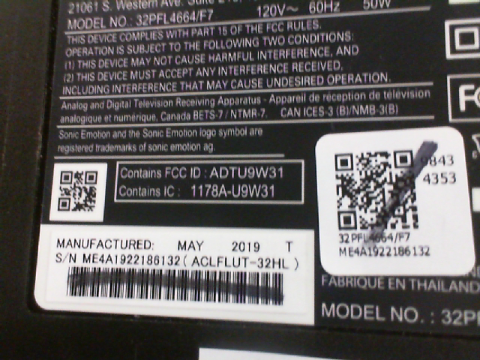 21061 S. Western Ave. Suite
MODEL NO : 32PFL4664/F7 120V~ 60Hz 50W
THIS DEVICE COMPLIES WITH PART 15 OF THE FCC RULES.
OPERATION IS SUBJECT TO THE FOLLOWING TWO CONDITIONS:
(1) THIS DEVICE MAY NOT CAUSE HARMFUL INTERFERENCE, AND
(2) THIS DEVICE MUST ACCEPT ANY INTERFERENCE RECEIVED,
INCLUDING INTERFERENCE THAT MAY CAUSE UNDESIRED OPERATION.
Analog and Digital Television Receiving Apparatus - Appareil de réception de télévision
analogique et numérique, Canada BETS-7 / NTMR-7. CAN ICES-3 (B)/NMB-3(B)
Sonic Emotion and the Sonic Emotion logo symbol are
registered trademarks of sonic emotion ag.
Contains FCC ID : ADTU9W31
Contains IC : 1178A-U9W31
MANUFACTURED: MAY 2019 T
S/N ME4A1922186132(ACLFLUT-32HL)
9843
4353
32PFL4664/F7
ME4A1922186132
FABRIQUÉ EN THAILAND
MODEL NO. : 32PF
FC